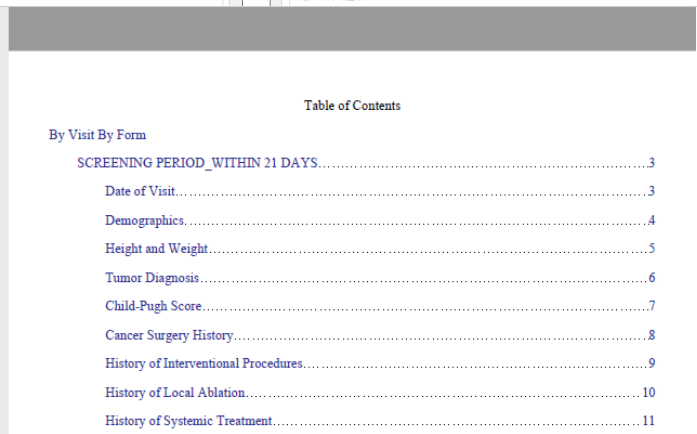 Table of Contents
By Visit By Form
SCREENING PERIOD_WITHIN 21 DAYS....................3
Date of Visit....................3
Demographics....................4
Height and Weight....................5
Tumor Diagnosis....................6
Child-Pugh Score....................7
Cancer Surgery History....................8
History of Interventional Procedures....................9
History of Local Ablation....................10
History of Systemic Treatment....................11